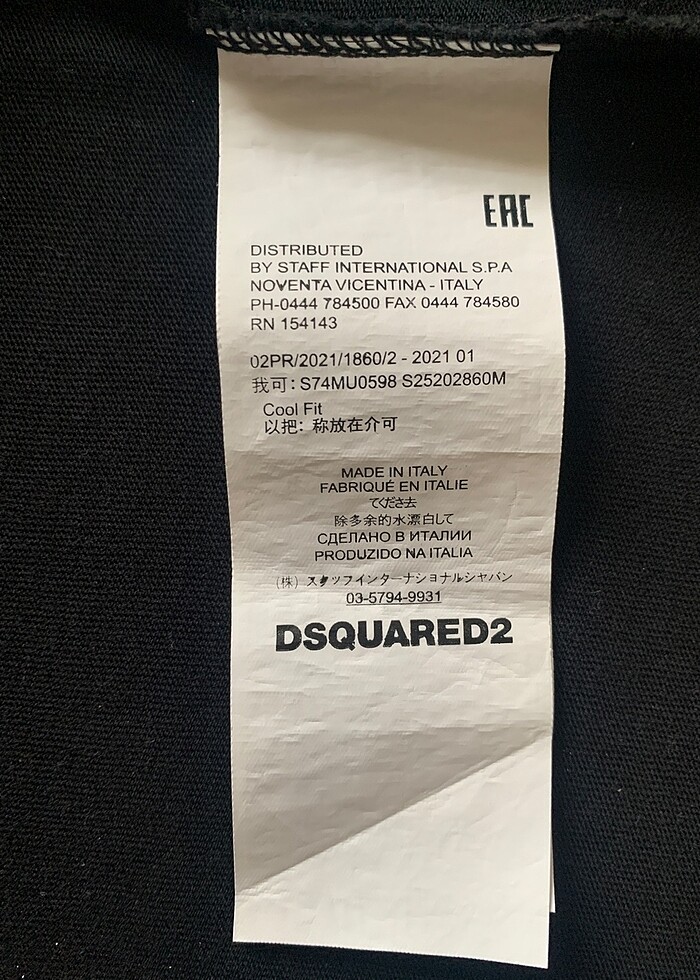 EAC
DISTRIBUTED
BY STAFF INTERNATIONAL S.P.A
NOVENTA VICENTINA - ITALY
PH-0444 784500 FAX 0444 784580
RN 154143
02PR/2021/1860/2 - 2021 01
我可: S74MU0598 S25202860M
Cool Fit
以把: 称放在介可
MADE IN ITALY
FABRIQUÉ EN ITALIE
てくださ去
除多余的水漂白して
СДЕЛАНО В ИТАЛИИ
PRODUZIDO NA ITALIA
(株) スタッフインターナショナルシャパン
03-5794-9931
DSQUARED2